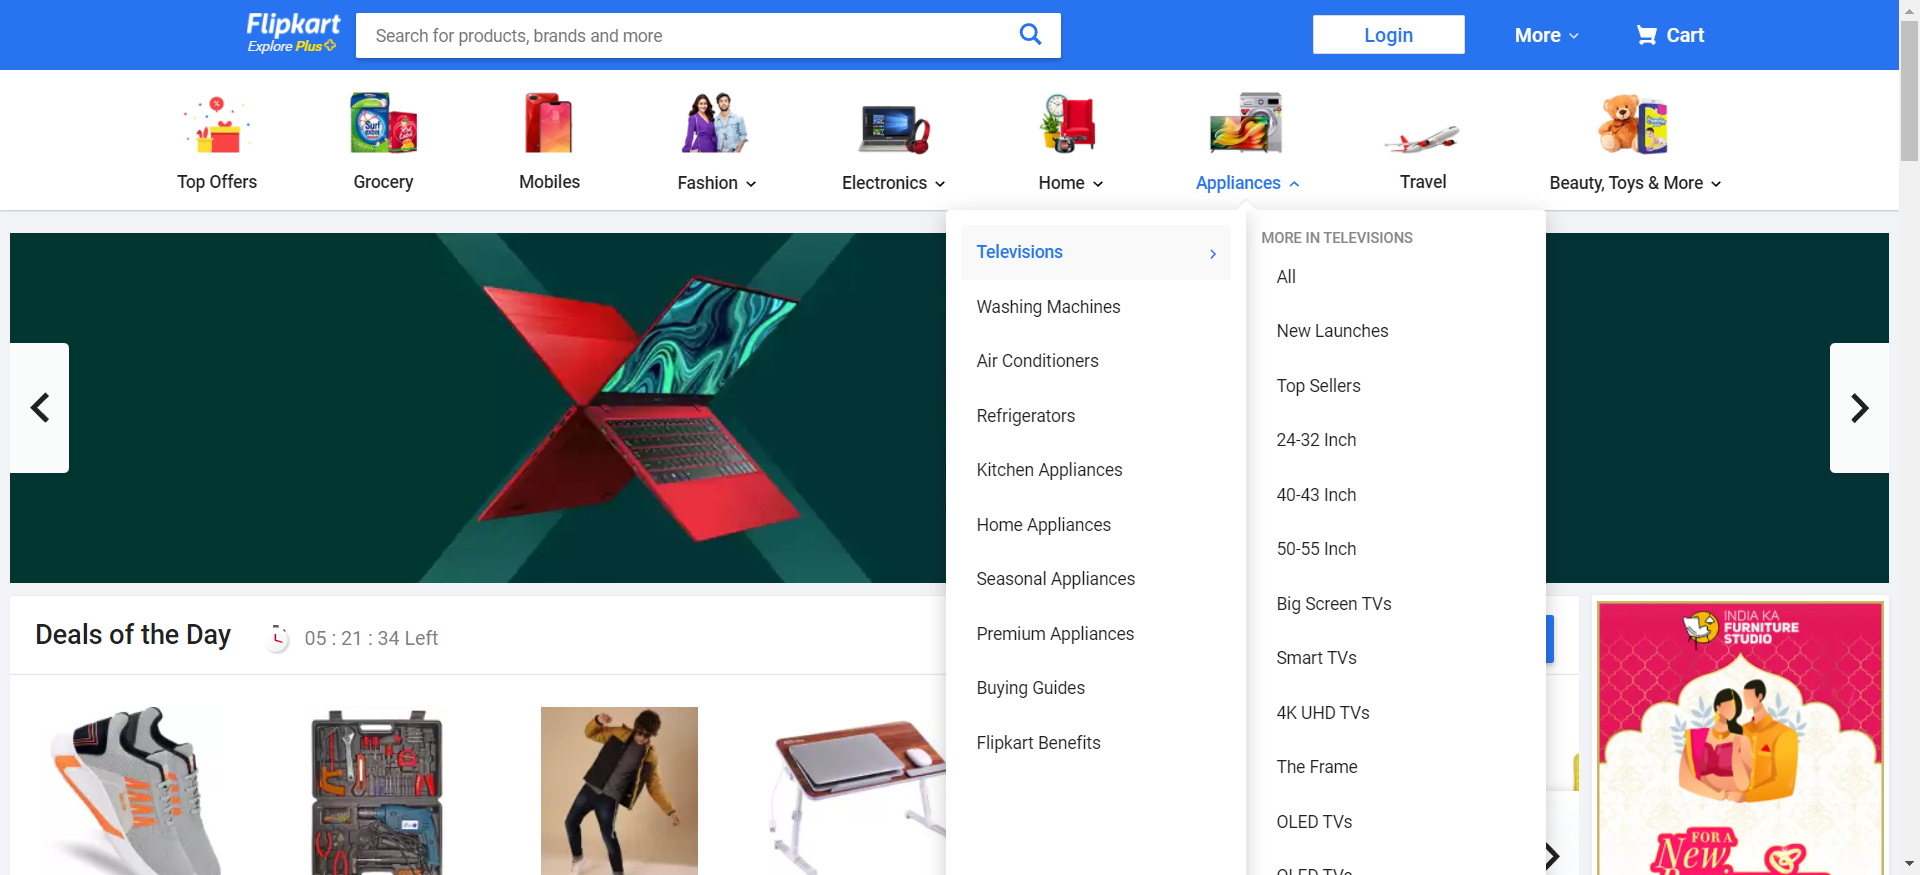 Flipkart
Explore Plus
Search for products, brands and more
Login
More
Cart
Top Offers
Grocery
Mobiles
Fashion
Electronics
Home
Appliances
Travel
Beauty, Toys & More
Televisions
Washing Machines
Air Conditioners
Refrigerators
Kitchen Appliances
Home Appliances
Seasonal Appliances
Premium Appliances
Buying Guides
Flipkart Benefits
MORE IN TELEVISIONS
All
New Launches
Top Sellers
24-32 Inch
40-43 Inch
50-55 Inch
Big Screen TVs
Smart TVs
4K UHD TVs
The Frame
OLED TVs
Deals of the Day
05 : 21 : 34 Left
INDIA KA
FURNITURE
STUDIO
FOR A
New
Surf
excel